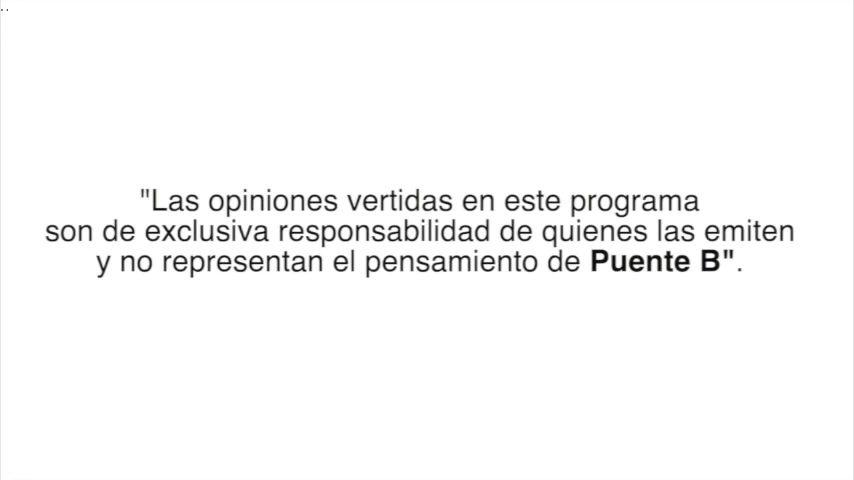 "Las opiniones vertidas en este programa
son de exclusiva responsabilidad de quienes las emiten
y no representan el pensamiento de Puente B".